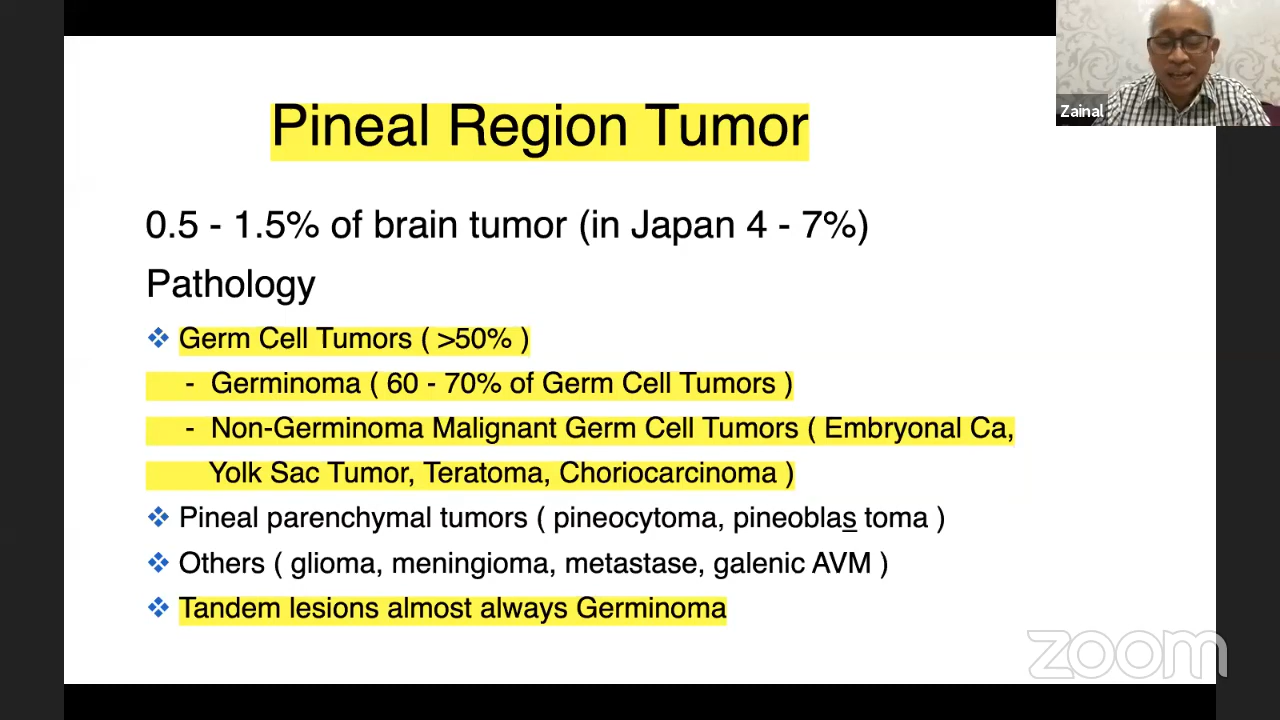 Pineal Region Tumor
0.5 - 1.5% of brain tumor (in Japan 4 - 7%)
Pathology
❖ Germ Cell Tumors ( >50% )
- Germinoma ( 60 - 70% of Germ Cell Tumors )
- Non-Germinoma Malignant Germ Cell Tumors ( Embryonal Ca,
Yolk Sac Tumor, Teratoma, Choriocarcinoma )
❖ Pineal parenchymal tumors ( pineocytoma, pineoblas toma )
❖ Others ( glioma, meningioma, metastase, galenic AVM )
❖ Tandem lesions almost always Germinoma
Zainal
zoom